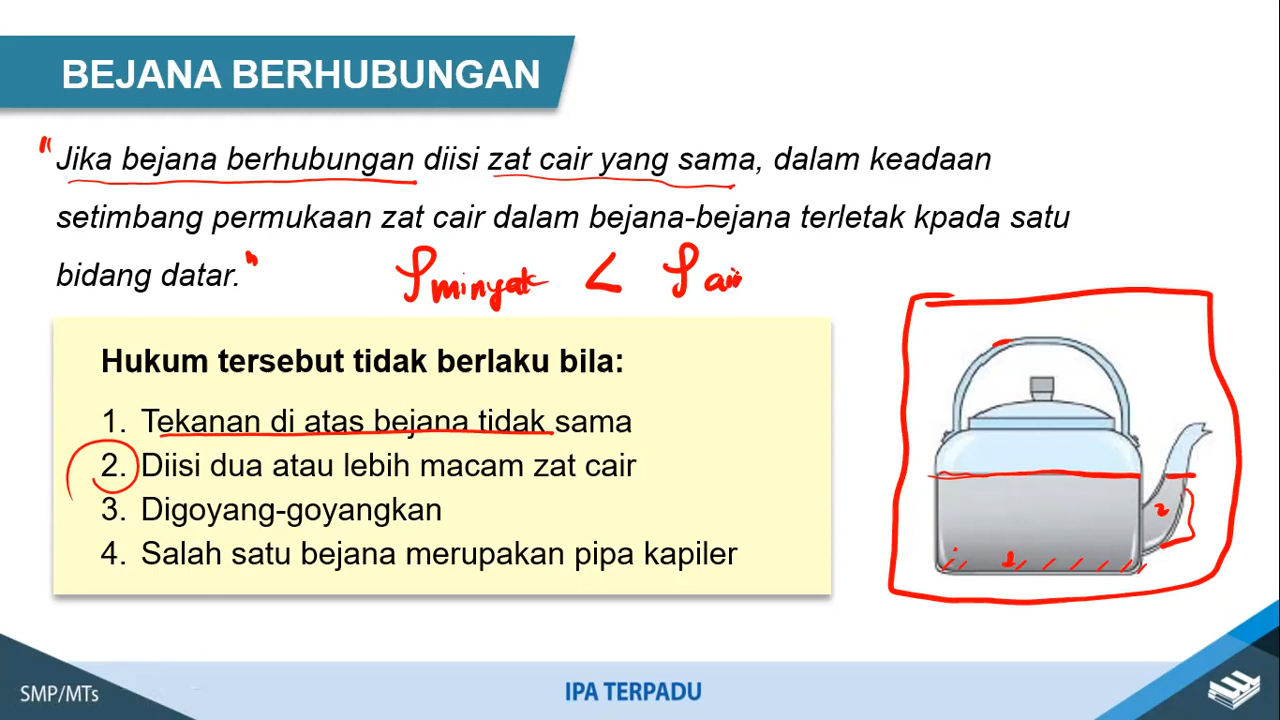 BEJANA BERHUBUNGAN
"Jika bejana berhubungan diisi zat cair yang sama, dalam keadaan
setimbang permukaan zat cair dalam bejana-bejana terletak kpada satu
bidang datar."
ρ minyak < ρ air
Hukum tersebut tidak berlaku bila:
1. Tekanan di atas bejana tidak sama
2. Diisi dua atau lebih macam zat cair
3. Digoyang-goyangkan
4. Salah satu bejana merupakan pipa kapiler
1
2
SMP/MTs
IPA TERPADU